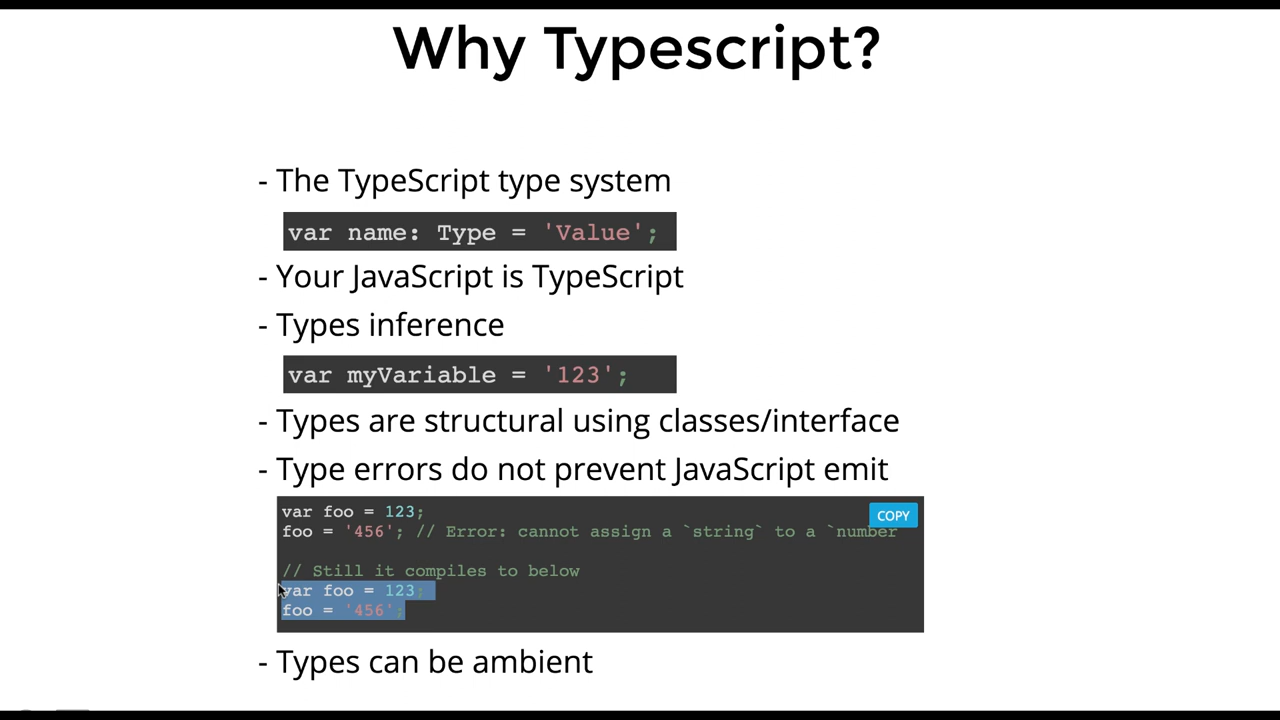 Why Typescript?
- The TypeScript type system
var name: Type = 'Value';
- Your JavaScript is TypeScript
- Types inference
var myVariable = '123';
- Types are structural using classes/interface
- Type errors do not prevent JavaScript emit
var foo = 123;
COPY
foo = '456'; // Error: cannot assign a `string` to a `number
// Still it compiles to below
var foo = 123;
foo = '456';
- Types can be ambient